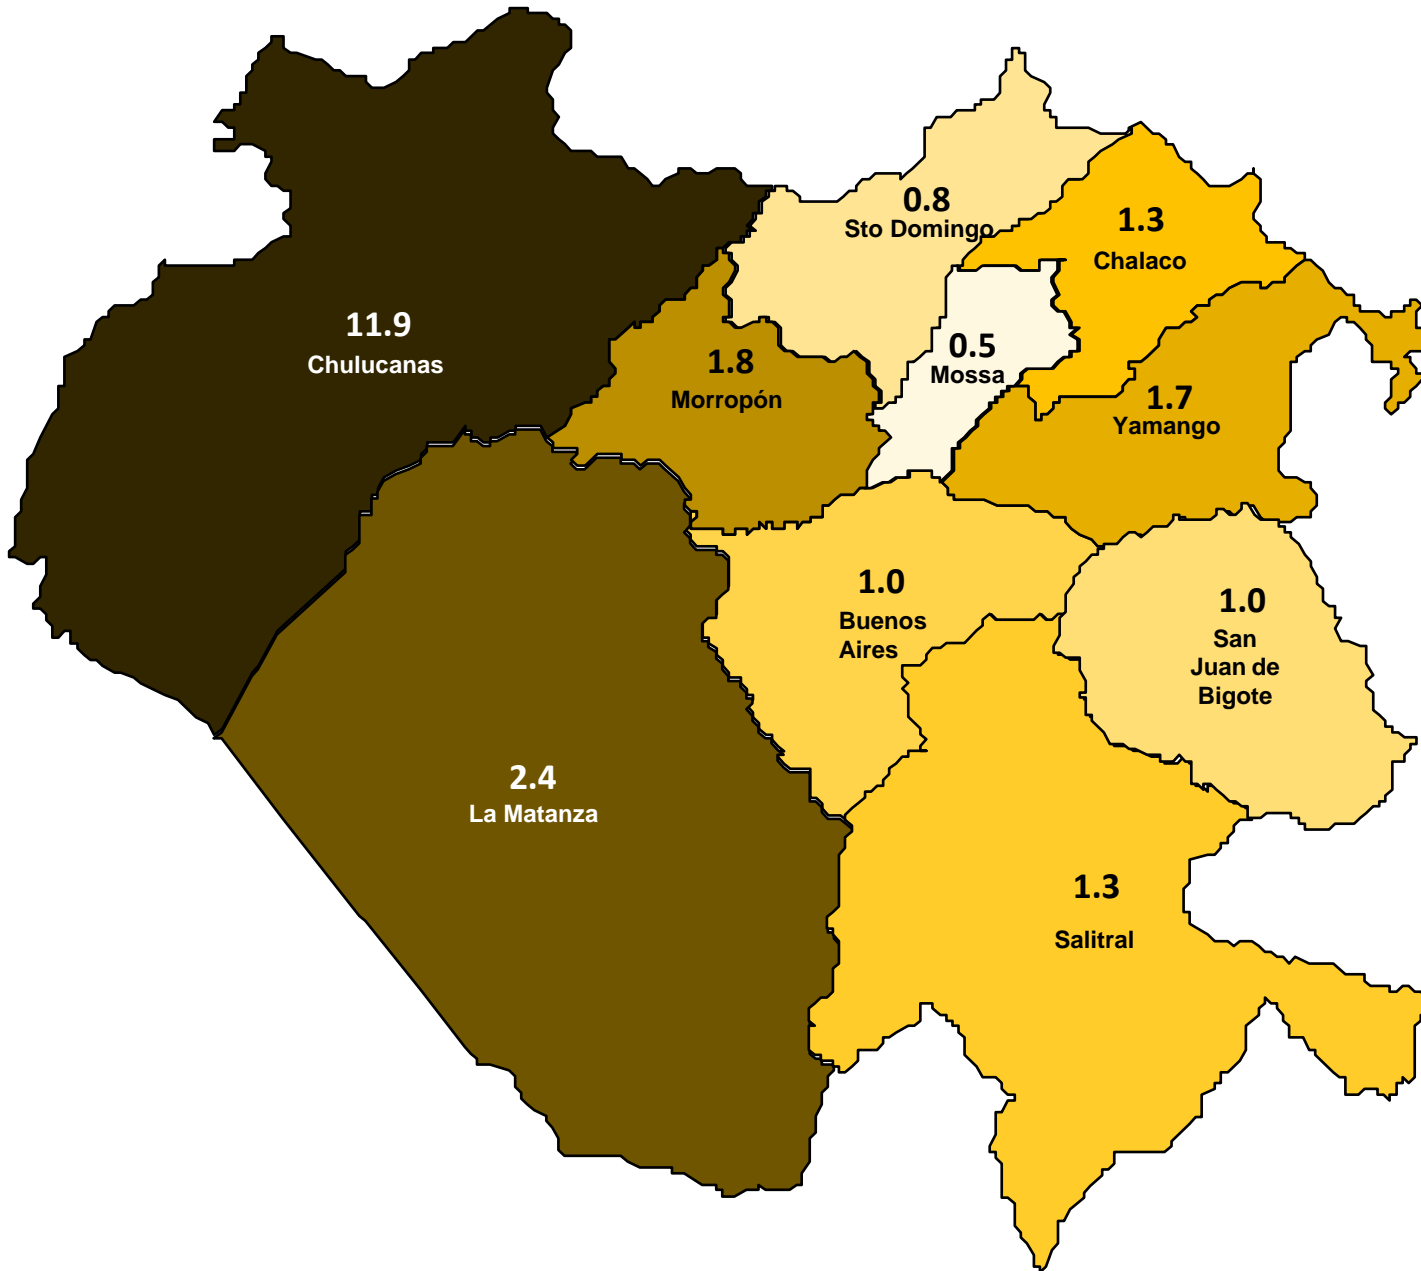 0.8
Sto Domingo
1.3
Chalaco
11.9
Chulucanas
1.8
Morropón
0.5
Mossa
1.7
Yamango
1.0
Buenos
Aires
1.0
San
Juan de
Bigote
2.4
La Matanza
1.3
Salitral